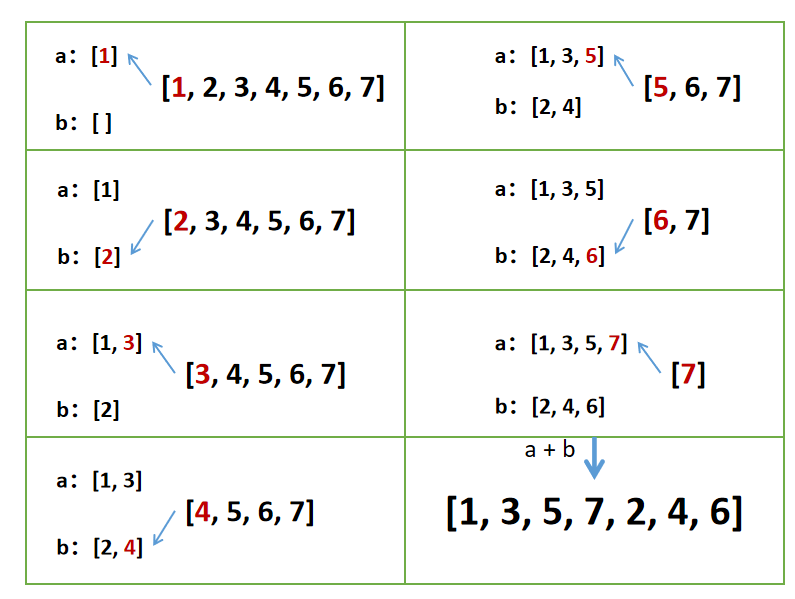 a：[1]
[1, 2, 3, 4, 5, 6, 7]
b：[ ]
a：[1]
[2, 3, 4, 5, 6, 7]
b：[2]
a：[1, 3]
[3, 4, 5, 6, 7]
b：[2]
a：[1, 3]
[4, 5, 6, 7]
b：[2, 4]
a：[1, 3, 5]
[5, 6, 7]
b：[2, 4]
a：[1, 3, 5]
[6, 7]
b：[2, 4, 6]
a：[1, 3, 5, 7]
[7]
b：[2, 4, 6]
a + b
[1, 3, 5, 7, 2, 4, 6]